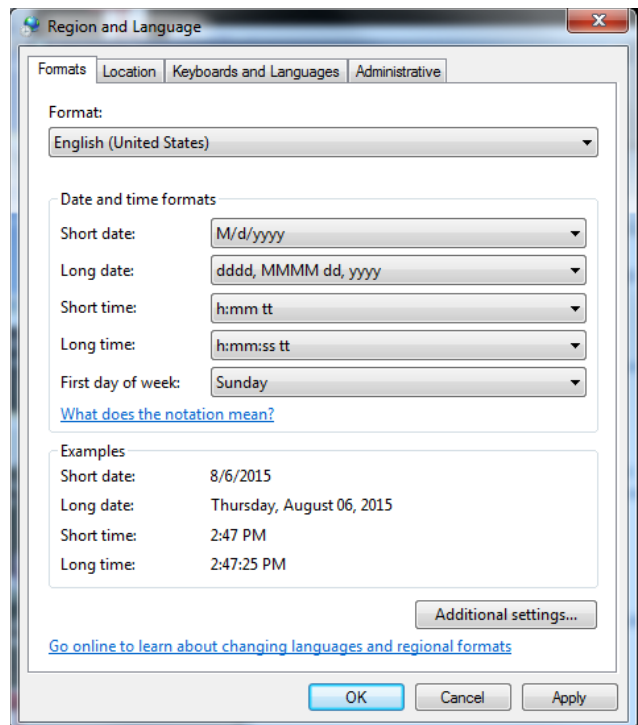 Region and Language
Formats Location Keyboards and Languages Administrative
Format:
English (United States)
Date and time formats
Short date: M/d/yyyy
Long date: dddd, MMMM dd, yyyy
Short time: h:mm tt
Long time: h:mm:ss tt
First day of week: Sunday
What does the notation mean?
Examples
Short date: 8/6/2015
Long date: Thursday, August 06, 2015
Short time: 2:47 PM
Long time: 2:47:25 PM
Additional settings...
Go online to learn about changing languages and regional formats
OK Cancel Apply